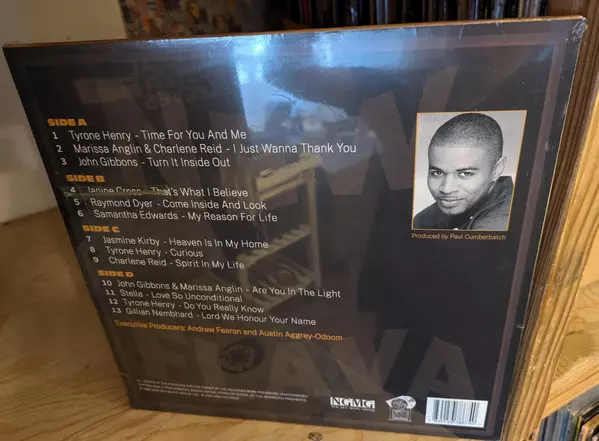 SIDE A
1 Tyrone Henry - Time For You And Me
2 Marissa Anglin & Charlene Reid - I Just Wanna Thank You
3 John Gibbons - Turn It Inside Out
SIDE B
4 Janine Cross - That's What I Believe
5 Raymond Dyer - Come Inside And Look
6 Samantha Edwards - My Reason For Life
SIDE C
7 Jasmine Kirby - Heaven Is In My Home
8 Tyrone Henry - Curious
9 Charlene Reid - Spirit In My Life
SIDE D
10 John Gibbons & Marissa Anglin - Are You In The Light
11 Stella - Love So Unconditional
12 Tyrone Henry - Do You Really Know
13 Gillian Nembhard - Lord We Honour Your Name
Executive Producers: Andrew Fearon and Austin Aggrey-Odoom
Produced by Paul Cumberbatch
NGMG